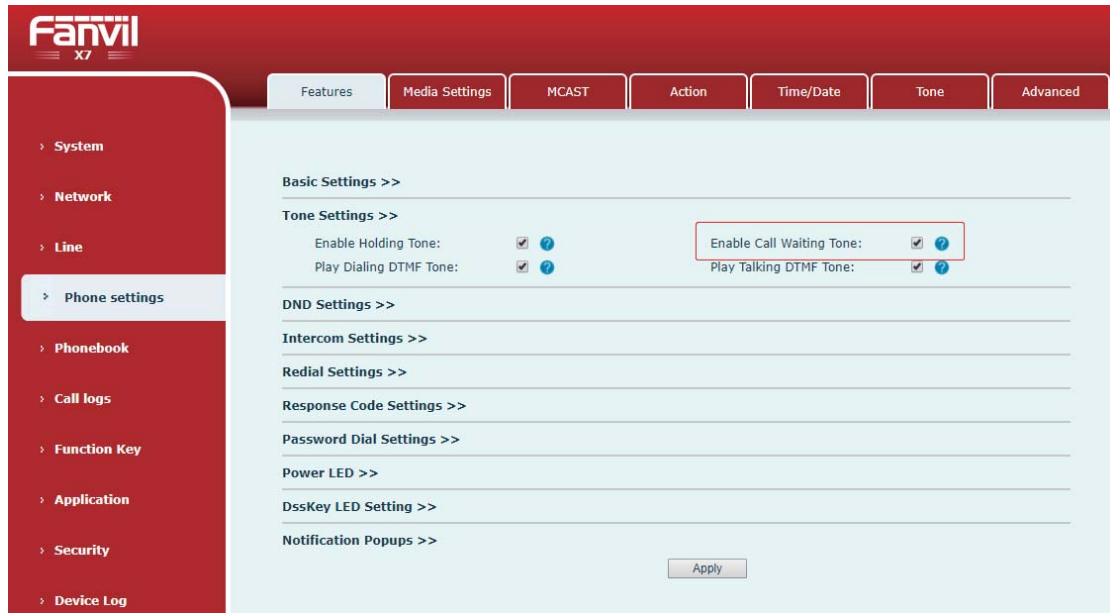 Fanvil
X7
Features Media Settings MCAST Action Time/Date Tone Advanced
› System
› Network
› Line
› Phone settings
› Phonebook
› Call logs
› Function Key
› Application
› Security
› Device Log
Basic Settings >>
Tone Settings >>
Enable Holding Tone: ? Enable Call Waiting Tone: ?
Play Dialing DTMF Tone: ? Play Talking DTMF Tone: ?
DND Settings >>
Intercom Settings >>
Redial Settings >>
Response Code Settings >>
Password Dial Settings >>
Power LED >>
DssKey LED Setting >>
Notification Popups >>
Apply